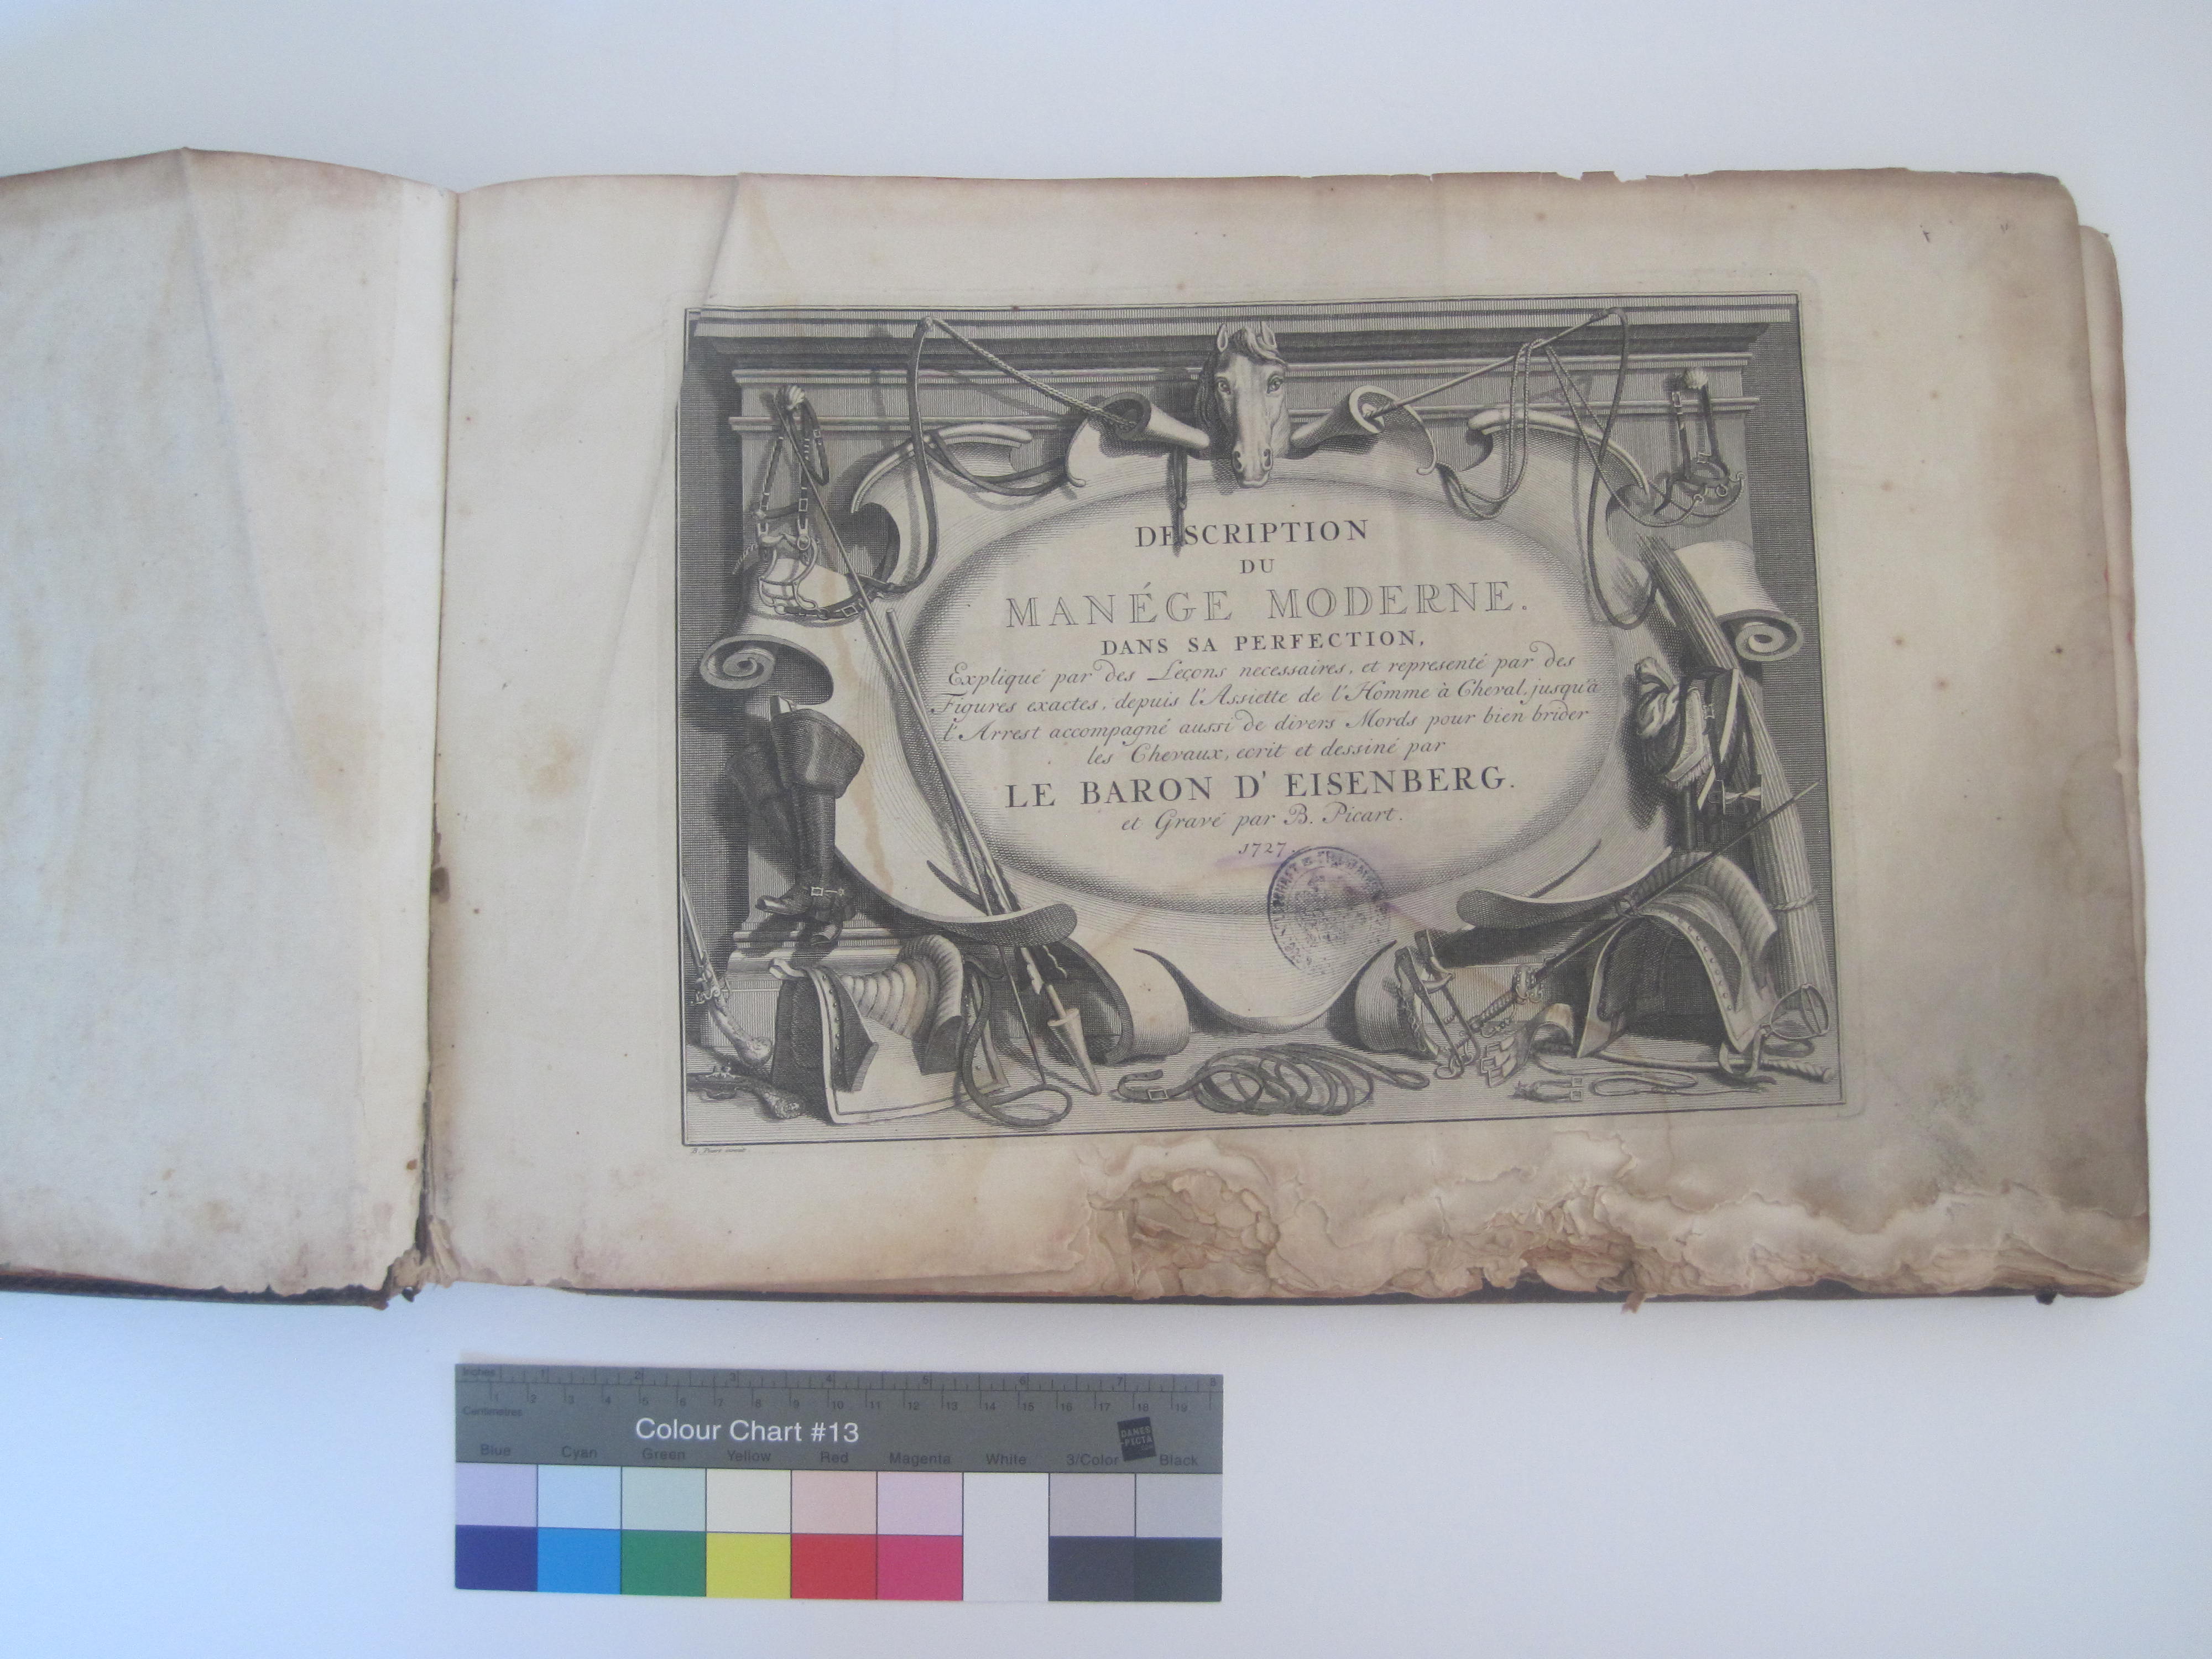 DESCRIPTION
DU
MANÉGE MODERNE.
DANS SA PERFECTION,
Expliqué par des Leçons necessaires, et representé par des
Figures exactes, depuis l'Assiette de l'Homme à Cheval, jusqu'à
l'Arrest accompagné aussi de divers Mords pour bien brider
les Chevaux, ecrit et dessiné par
LE BARON D'EISENBERG.
et Gravé par B. Picart.
1727.
B. Picart
Inches 1 2 3 4 5 6 7 8
Centimetres 1 2 3 4 5 6 7 8 9 10 11 12 13 14 15 16 17 18 19
Colour Chart #13
DANES
-PICTA
Blue Cyan Green Yellow Red Magenta White 3/Color Black